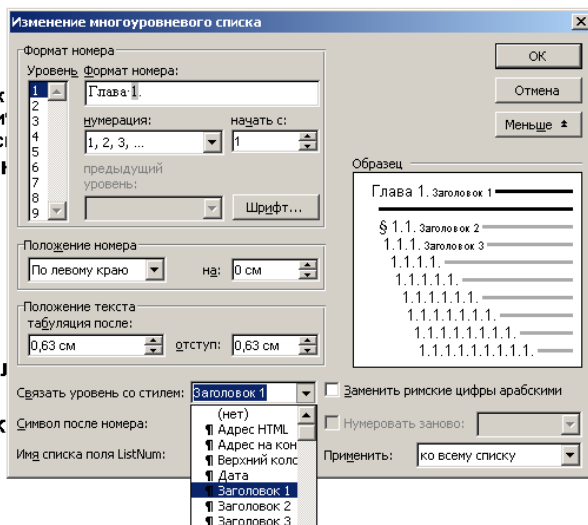 Изменение многоуровневого списка
Формат номера
Уровень Формат номера:
1
2
3
4
5
6
7
8
9
Глава 1.
нумерация:
начать с:
1, 2, 3, ...
1
предыдущий
уровень:
Шрифт...
ОК
Отмена
Меньше
Образец
Глава 1. Заголовок 1
§ 1.1. Заголовок 2
1.1.1. Заголовок 3
1.1.1.1.
1.1.1.1.1.
1.1.1.1.1.1.
1.1.1.1.1.1.1.
1.1.1.1.1.1.1.1.
1.1.1.1.1.1.1.1.1.
Положение номера
По левому краю
на:
0 см
Положение текста
табуляция после:
0,63 см
отступ:
0,63 см
Связать уровень со стилем:
Заголовок 1
Заменить римские цифры арабскими
Символ после номера:
Нумеровать заново:
Имя списка поля ListNum:
Применить:
ко всему списку
(нет)
¶ Адрес HTML
¶ Адрес на кон
¶ Верхний коло
¶ Дата
¶ Заголовок 1
¶ Заголовок 2
¶ Заголовок 3